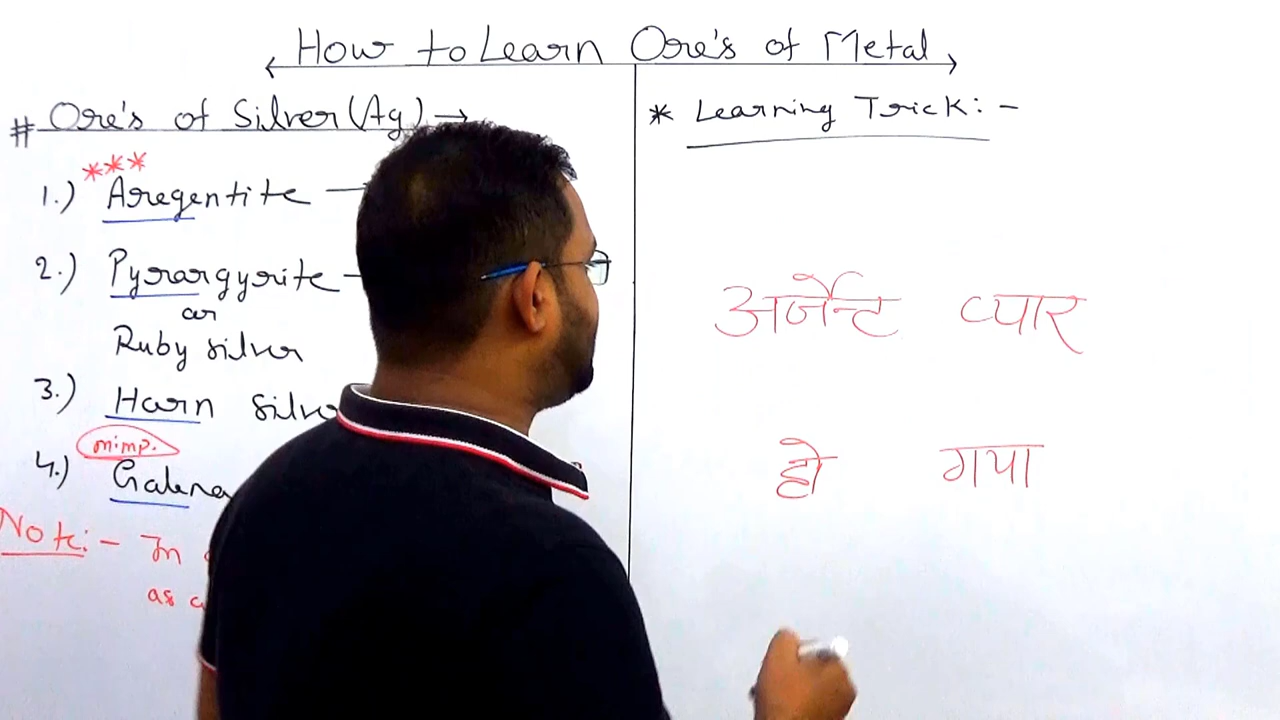 How to Learn Ore's of Metal
# Ore's of Silver (Ag) →
***
1.) Aregentite —
2.) Pyrargyrite -
or
Ruby silver
3.) Horn Silve
m.imp.
4.) Galena
Note:- In
as
* Learning Trick:-
अर्जेन्ट प्यार
हो गया